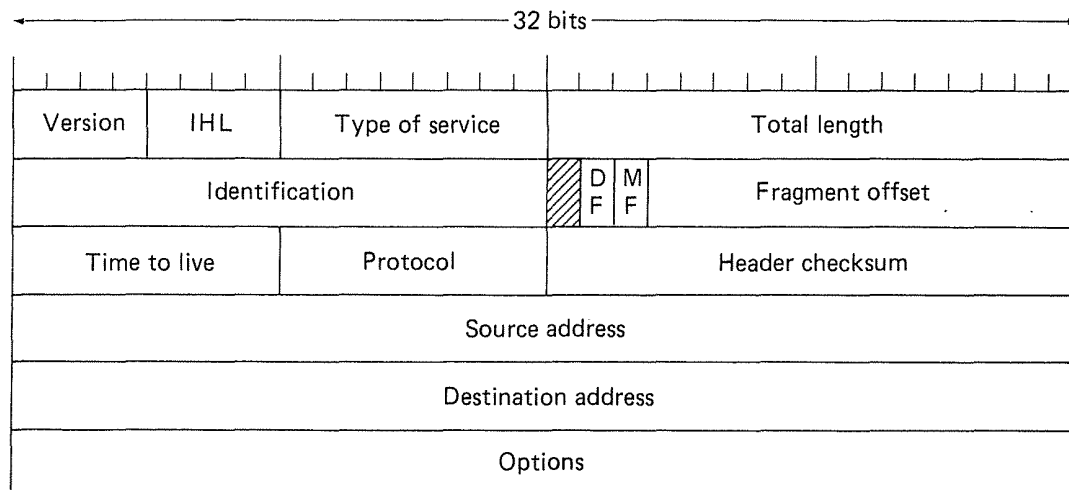 32 bits
Version IHL Type of service Total length
Identification D F M F Fragment offset
Time to live Protocol Header checksum
Source address
Destination address
Options